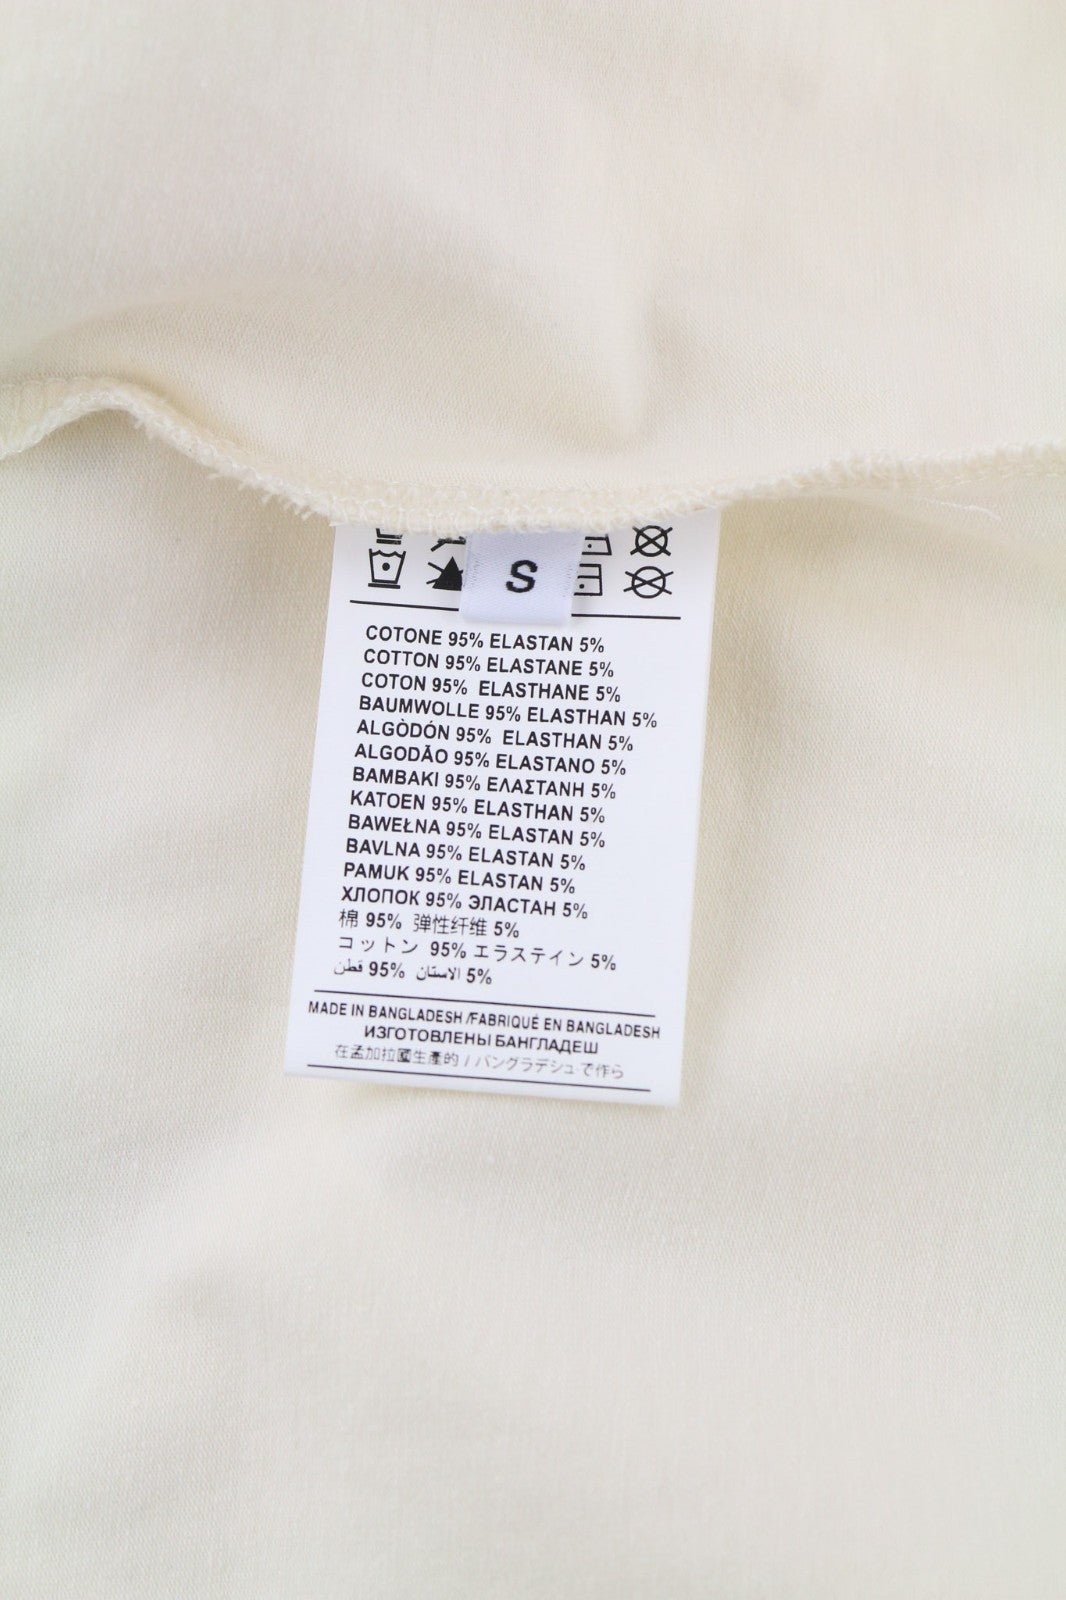 S
COTONE 95% ELASTAN 5%
COTTON 95% ELASTANE 5%
COTON 95% ELASTHANE 5%
BAUMWOLLE 95% ELASTHAN 5%
ALGÒDÓN 95% ELASTHAN 5%
ALGODÃO 95% ELASTANO 5%
BAMBAKI 95% ΕΛΑΣΤΑΝΗ 5%
KATOEN 95% ELASTHAN 5%
BAWEŁNA 95% ELASTAN 5%
BAVLNA 95% ELASTAN 5%
PAMUK 95% ELASTAN 5%
ХЛОПОК 95% ЭЛАСТАН 5%
棉 95% 弹性纤维 5%
コットン 95% エラステイン 5%
قطن 95% الاستان 5%
MADE IN BANGLADESH /FABRIQUÉ EN BANGLADESH
ИЗГОТОВЛЕНЫ БАНГЛАДЕШ
在孟加拉國生產的 / バングラデシュで作ら